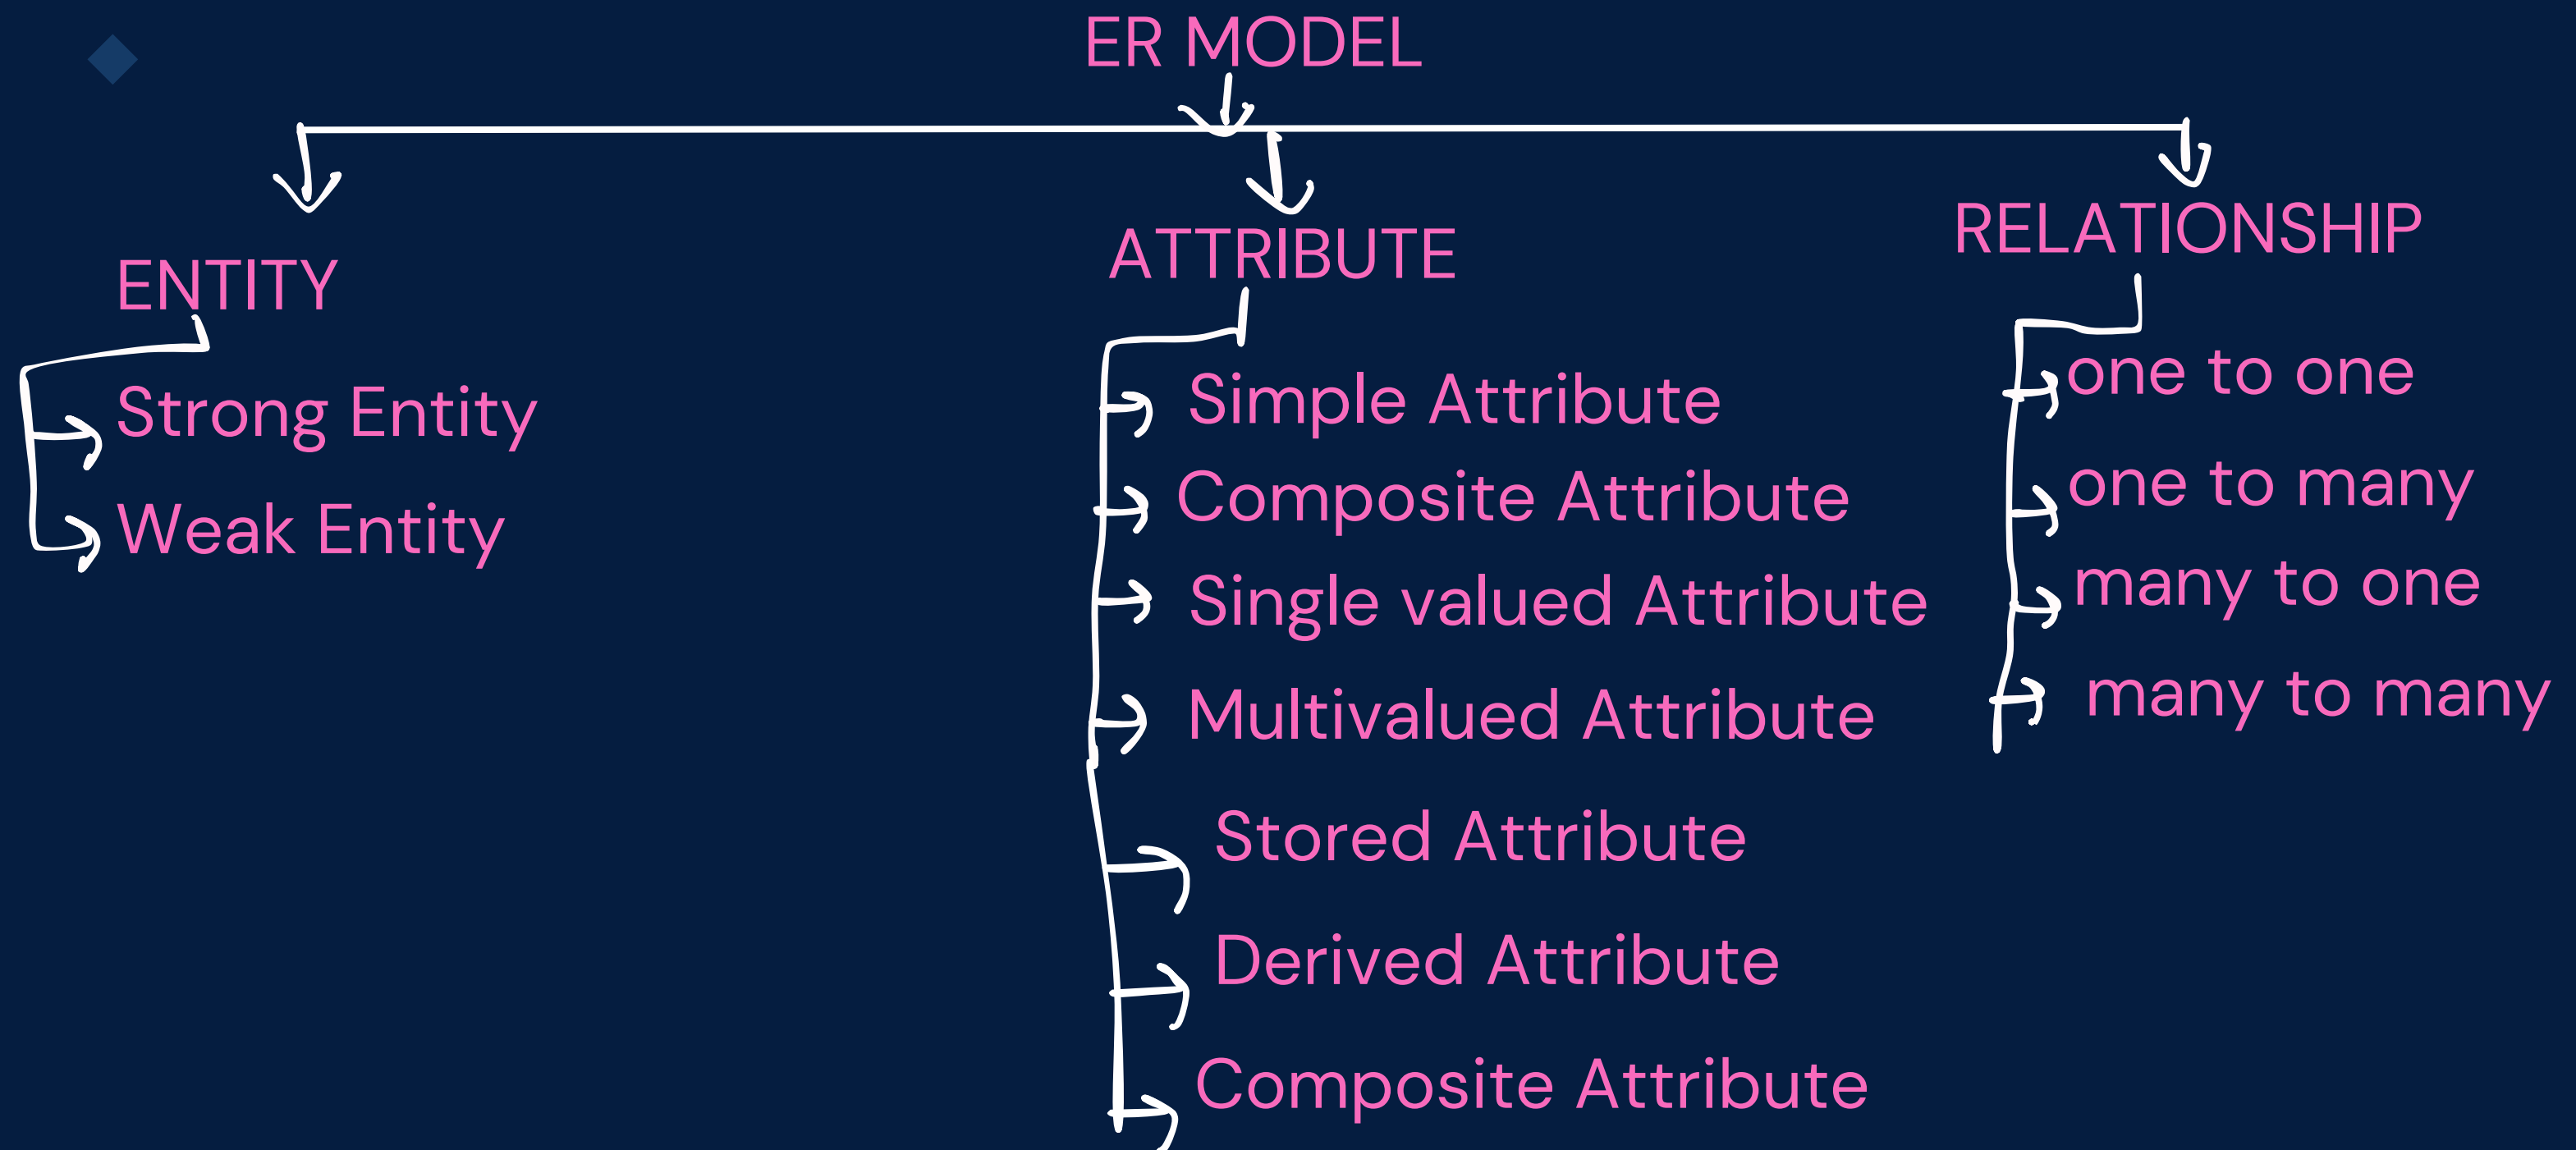 ER MODEL
ENTITY
Strong Entity
Weak Entity
ATTRIBUTE
Simple Attribute
Composite Attribute
Single valued Attribute
Multivalued Attribute
Stored Attribute
Derived Attribute
Composite Attribute
RELATIONSHIP
one to one
one to many
many to one
many to many